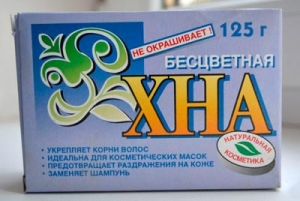 НЕ ОКРАШИВАЕТ!
125 г
БЕСЦВЕТНАЯ
ХНА
• УКРЕПЛЯЕТ КОРНИ ВОЛОС
• ИДЕАЛЬНА ДЛЯ КОСМЕТИЧЕСКИХ МАСОК
• ПРЕДОТВРАЩАЕТ РАЗДРАЖЕНИЯ НА КОЖЕ
• ЗАМЕНЯЕТ ШАМПУНЬ
НАТУРАЛЬНАЯ
КОСМЕТИКА